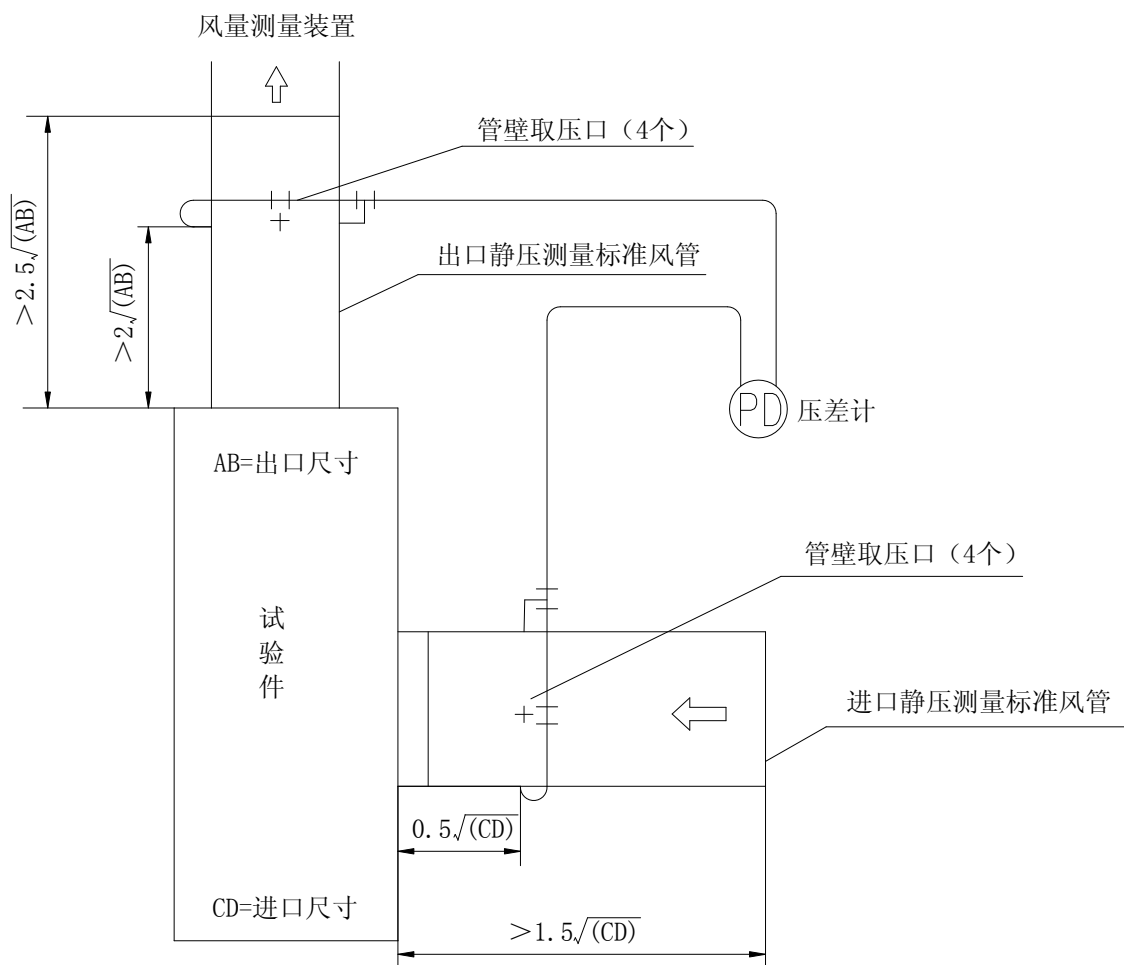 风量测量装置
管壁取压口（4个）
>2.5√(AB)
>2√(AB)
出口静压测量标准风管
PD
压差计
AB=出口尺寸
管壁取压口（4个）
试
验
件
进口静压测量标准风管
0.5√(CD)
CD=进口尺寸
>1.5√(CD)